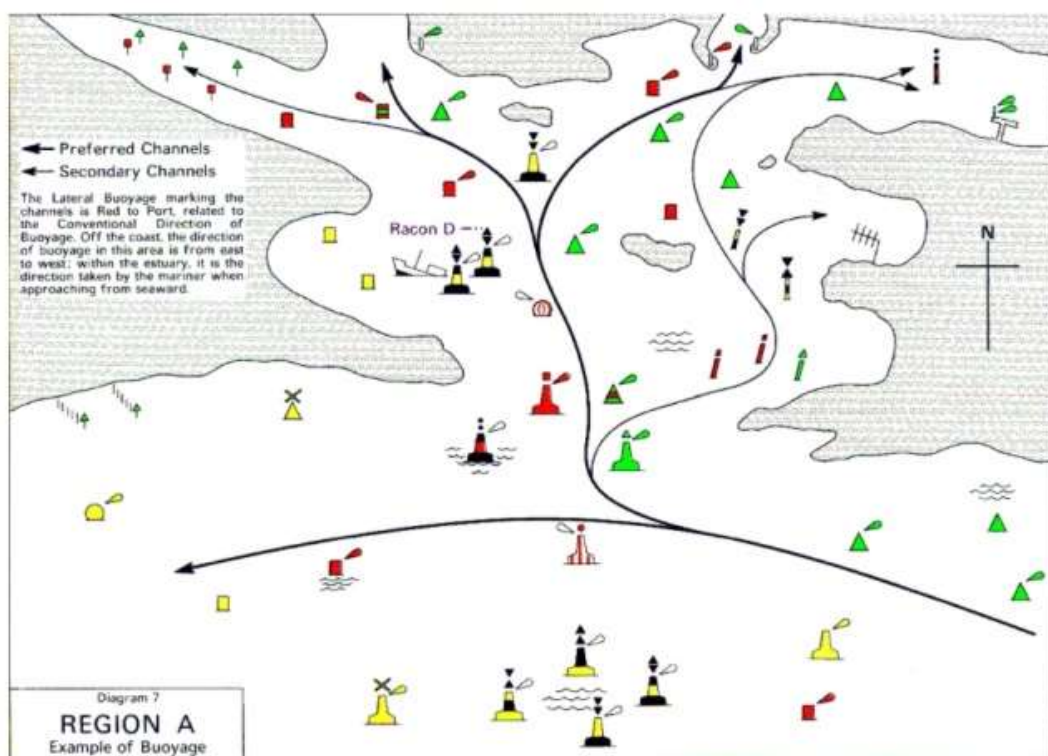 Preferred Channels
Secondary Channels
The Lateral Buoyage marking the
channels is Red to Port, related to
the Conventional Direction of
Buoyage. Off the coast, the direction
of buoyage in this area is from east
to west; within the estuary, it is the
direction taken by the mariner when
approaching from seaward.
Racon D
N
Diagram 7
REGION A
Example of Buoyage